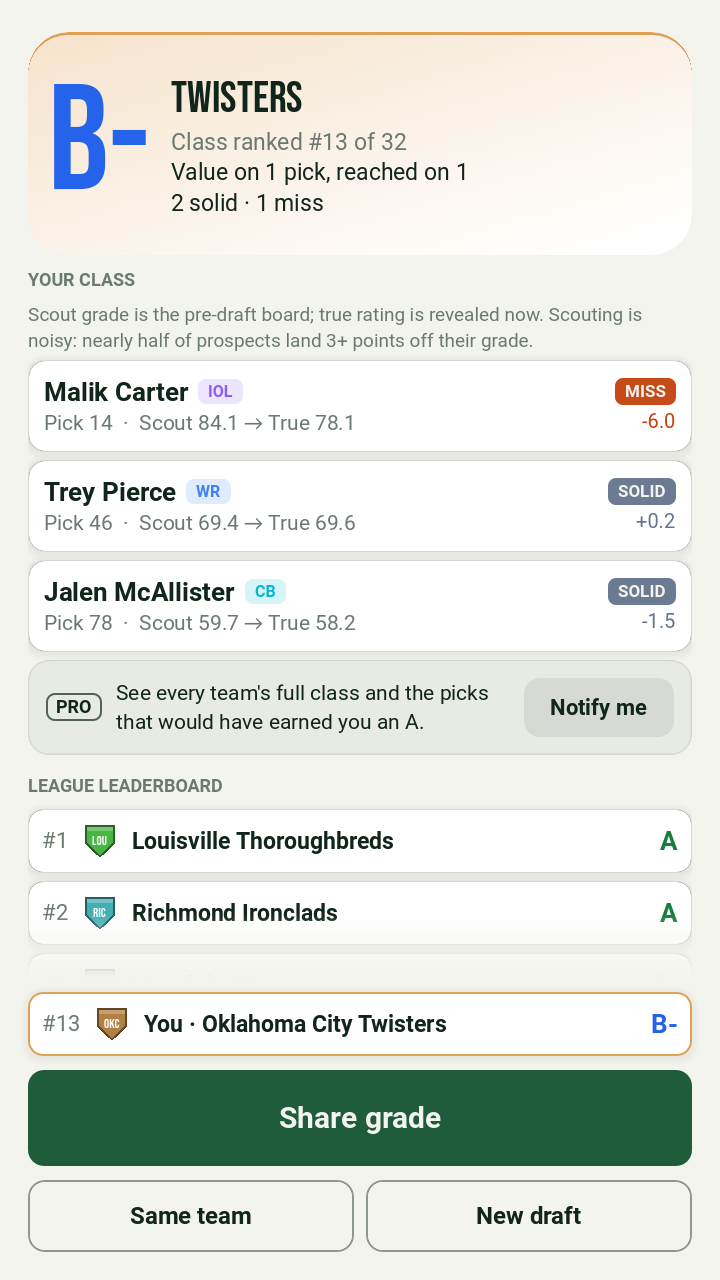 B-
TWISTERS
Class ranked #13 of 32
Value on 1 pick, reached on 1
2 solid · 1 miss
YOUR CLASS
Scout grade is the pre-draft board; true rating is revealed now. Scouting is
noisy: nearly half of prospects land 3+ points off their grade.
Malik Carter IOL MISS
Pick 14 · Scout 84.1 → True 78.1 -6.0
Trey Pierce WR SOLID
Pick 46 · Scout 69.4 → True 69.6 +0.2
Jalen McAllister CB SOLID
Pick 78 · Scout 59.7 → True 58.2 -1.5
PRO
See every team's full class and the picks
that would have earned you an A.
Notify me
LEAGUE LEADERBOARD
#1 LOU Louisville Thoroughbreds A
#2 RIC Richmond Ironclads A
#13 OKC You · Oklahoma City Twisters B-
Share grade
Same team
New draft